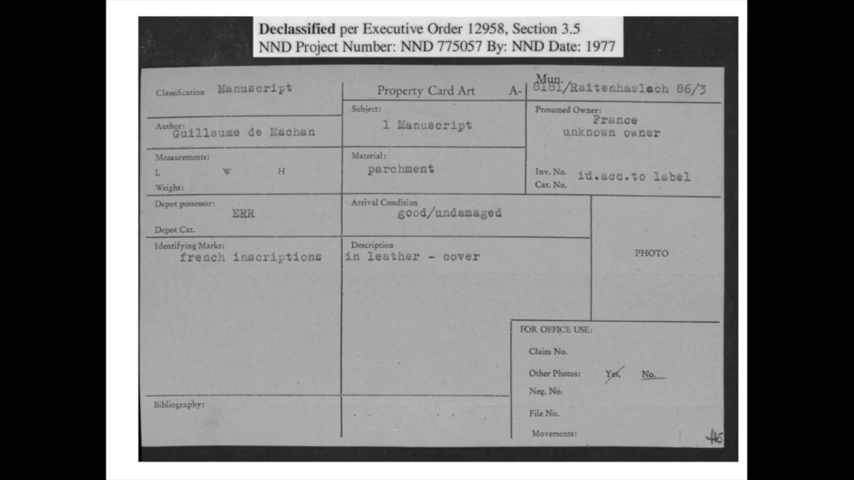 Declassified per Executive Order 12958, Section 3.5
NND Project Number: NND 775057 By: NND Date: 1977
Classification Manuscript
Property Card Art A-
Mun.
8181/Raitenhaslach 86/3
Author:
Guillaume de Machan
Subject:
1 Manuscript
Presumed Owner:
France
unknown owner
Measurements:
L W H
Weight:
Material:
parchment
Inv. No. id.acc.to label
Cat. No.
Depot possessor:
ERR
Depot Cat.
Arrival Condition
good/undamaged
PHOTO
Identifying Marks:
french inscriptions
Description
in leather - cover
FOR OFFICE USE:
Claim No.
Other Photos: Yes. No.
Neg. No.
File No.
Movements:
Bibliography: